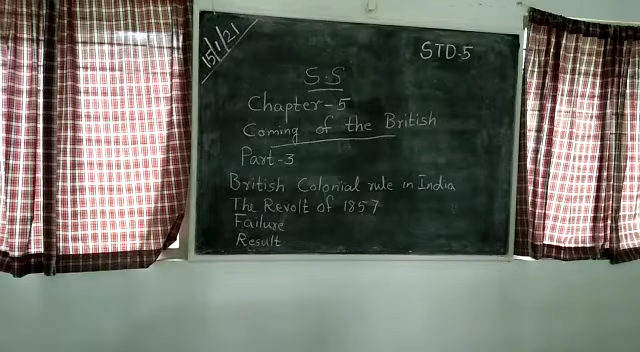 15/1/21
STD-5
S.S
Chapter-5
Coming of the British
Part-3
British Colonial rule in India
The Revolt of 1857
Failure
Result